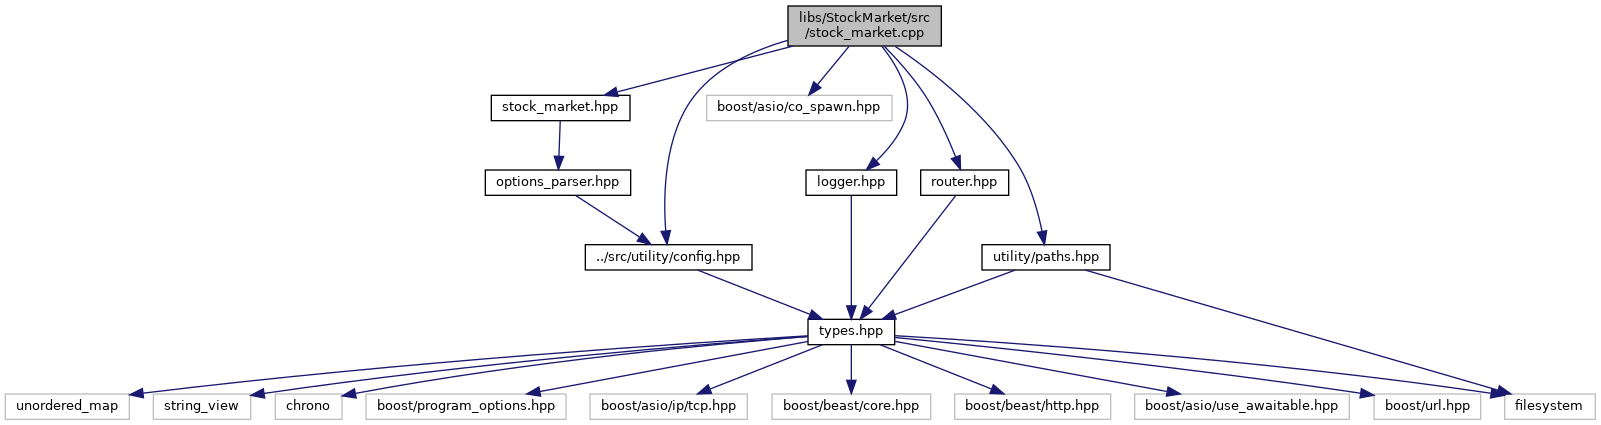 libs/StockMarket/src
/stock_market.cpp
stock_market.hpp
boost/asio/co_spawn.hpp
options_parser.hpp
logger.hpp
router.hpp
../src/utility/config.hpp
utility/paths.hpp
types.hpp
unordered_map
string_view
chrono
boost/program_options.hpp
boost/asio/ip/tcp.hpp
boost/beast/core.hpp
boost/beast/http.hpp
boost/asio/use_awaitable.hpp
boost/url.hpp
filesystem